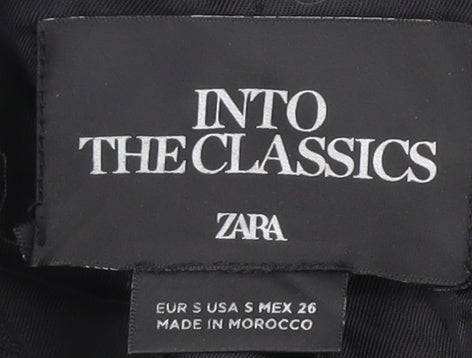 INTO
THE CLASSICS
ZARA
EUR S USA S MEX 26
MADE IN MOROCCO